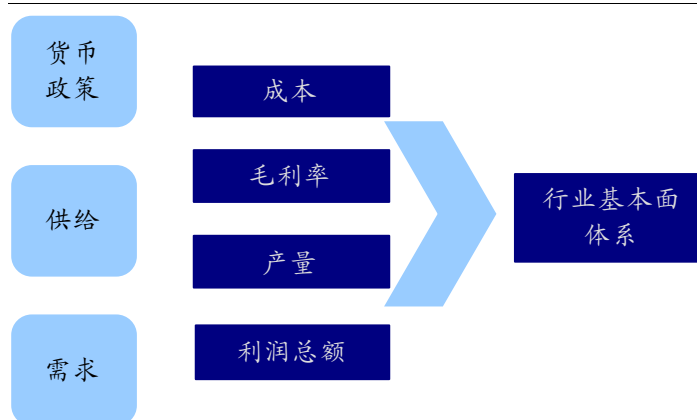 货币
政策
成本
毛利率
供给
行业基本面
体系
产量
利润总额
需求